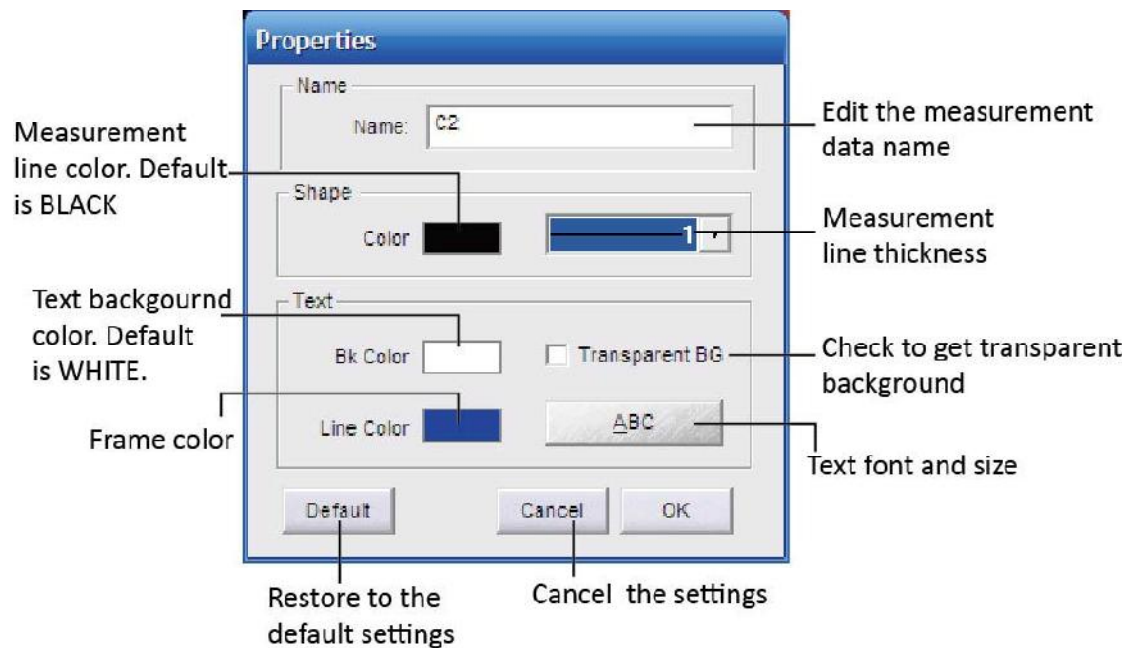 Properties
Name
Name:
C2
Edit the measurement
data name
Measurement
line color. Default
is BLACK
Shape
Color
1
Measurement
line thickness
Text backgournd
color. Default
is WHITE.
Text
Bk Color
Transparent BG
Check to get transparent
background
Frame color
Line Color
ABC
Text font and size
Default
Cancel
OK
Restore to the
default settings
Cancel the settings